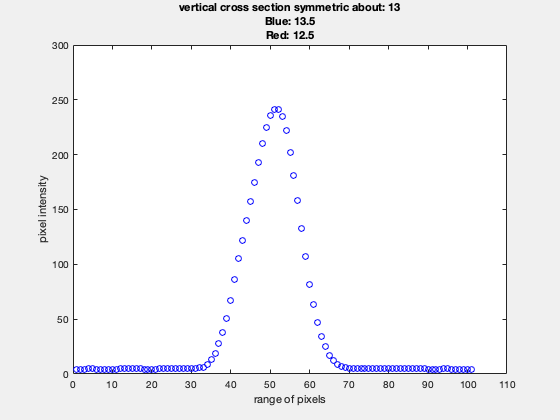 vertical cross section symmetric about: 13
Blue: 13.5
Red: 12.5
300
250
200
150
100
50
0
pixel intensity
0 10 20 30 40 50 60 70 80 90 100 110
range of pixels